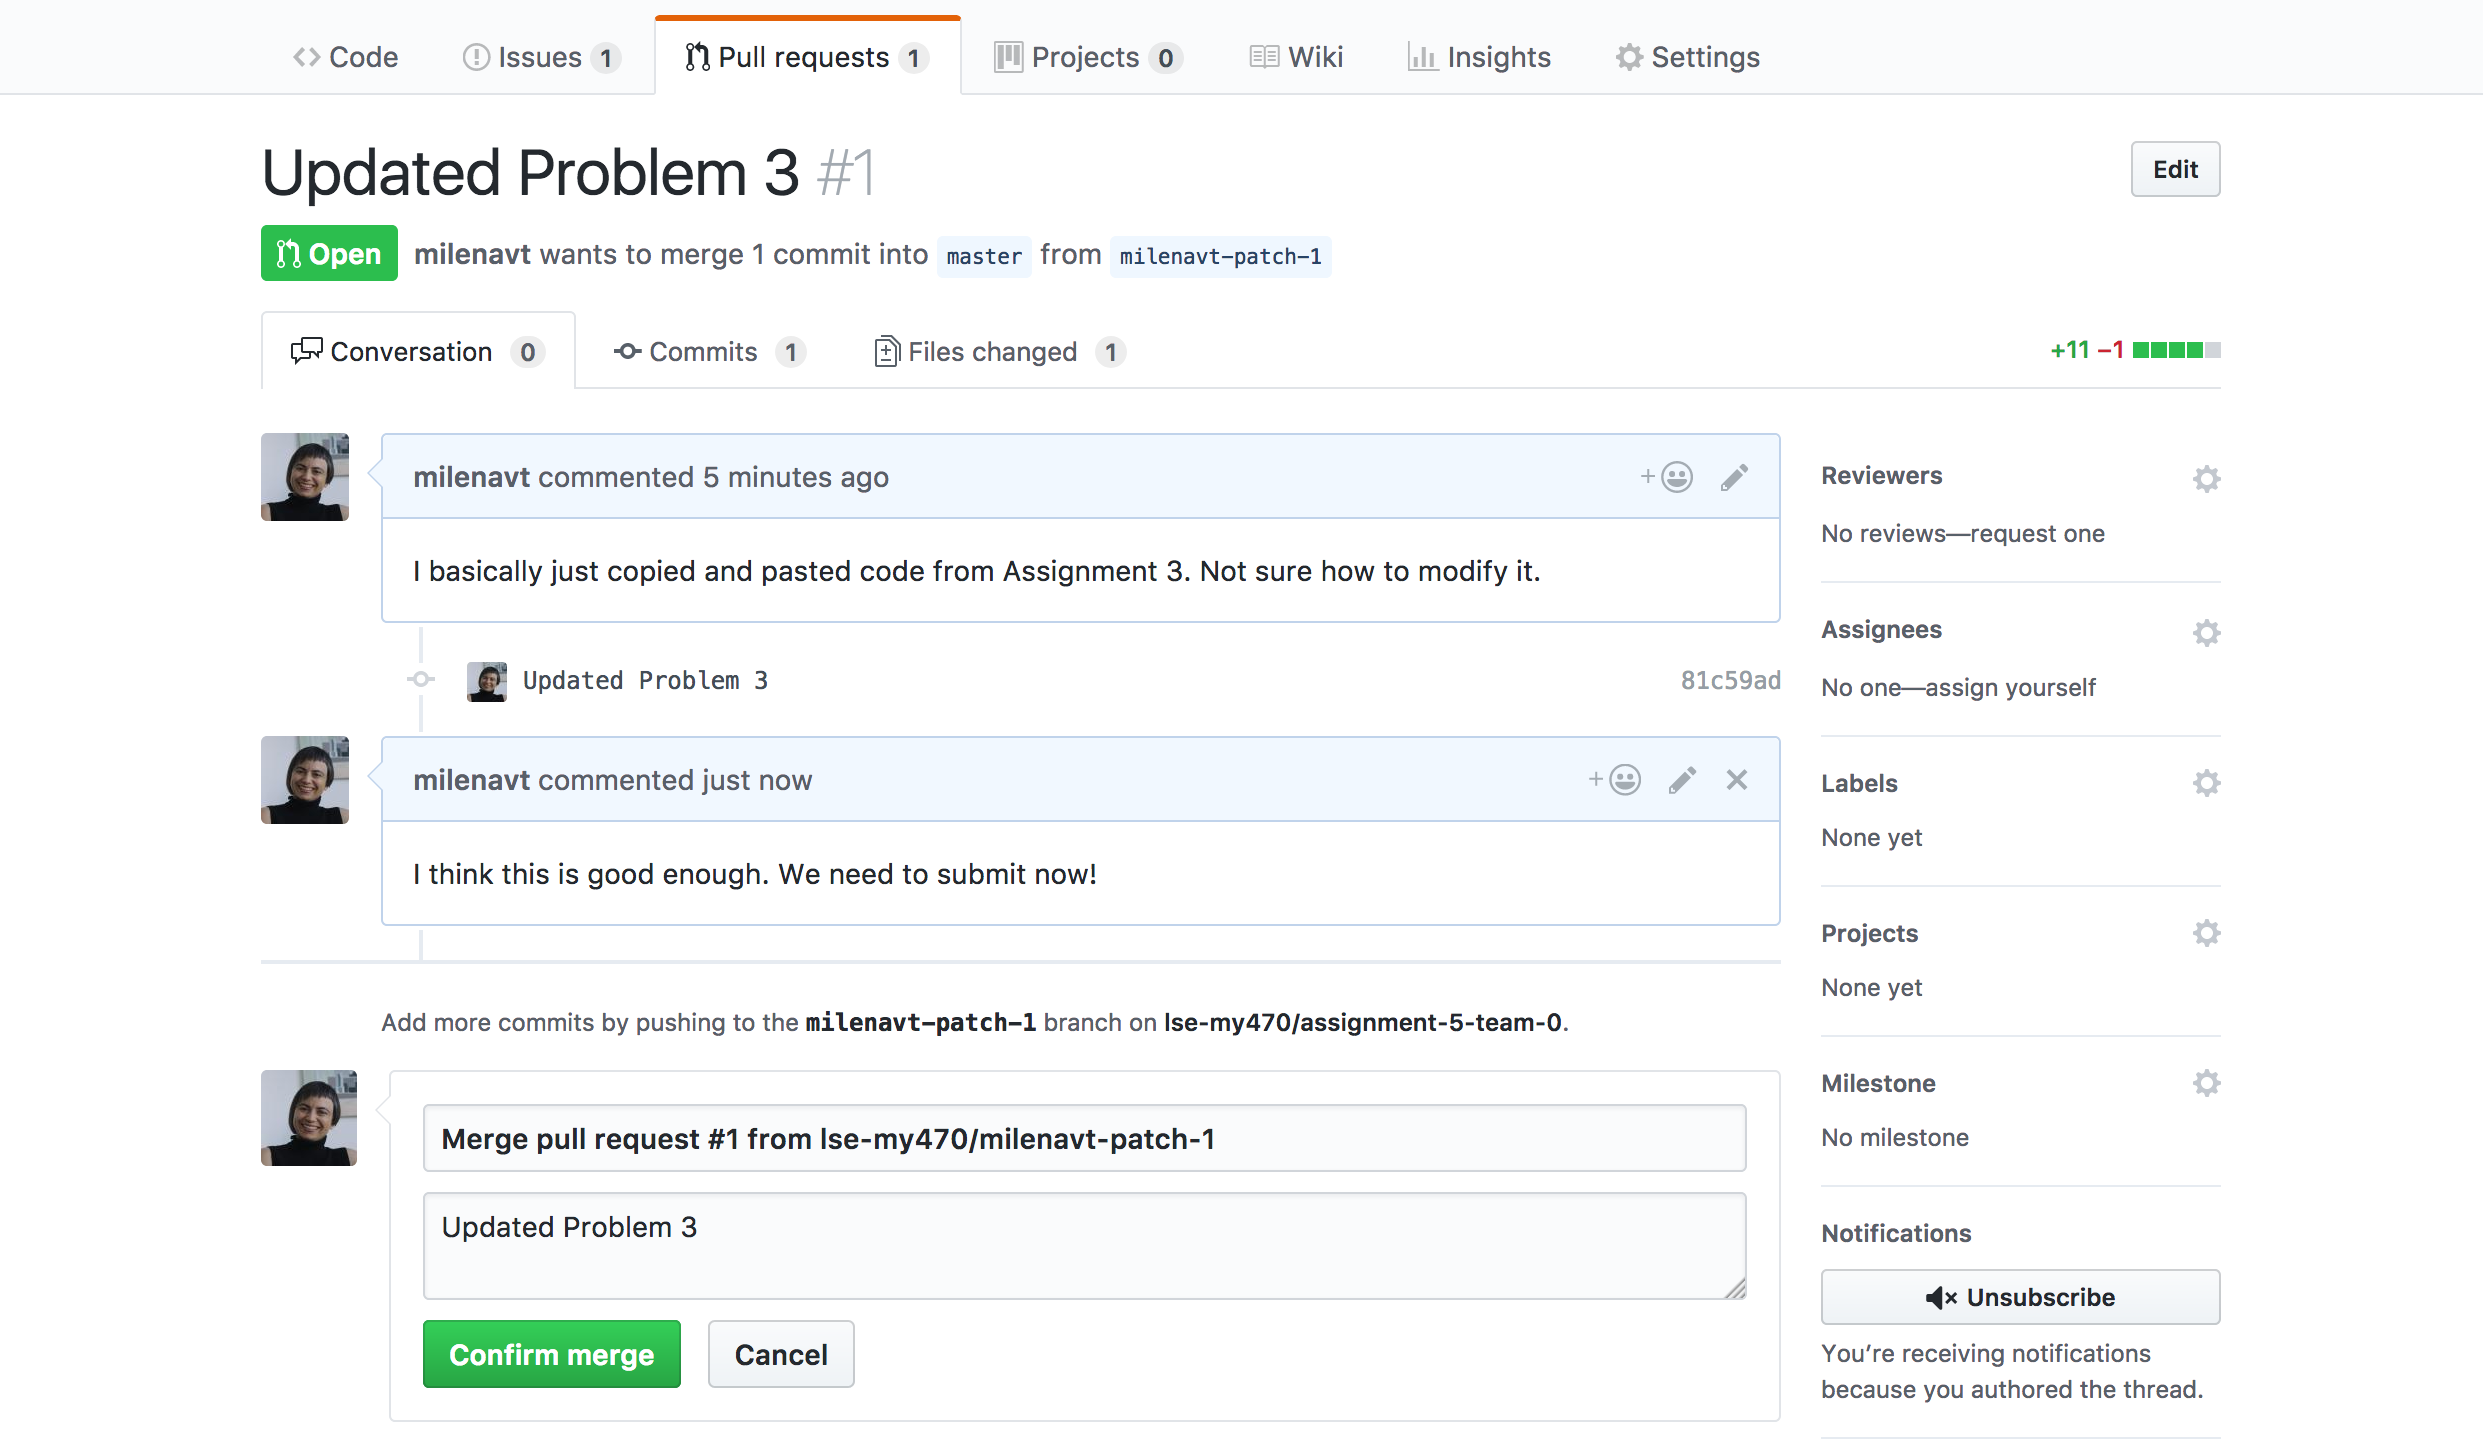 Code Issues 1 Pull requests 1 Projects 0 Wiki Insights Settings
Updated Problem 3 #1
Edit
Open milenavt wants to merge 1 commit into master from milenavt-patch-1
Conversation 0 Commits 1 Files changed 1
+11 −1
milenavt commented 5 minutes ago
I basically just copied and pasted code from Assignment 3. Not sure how to modify it.
Updated Problem 3 81c59ad
milenavt commented just now
I think this is good enough. We need to submit now!
Add more commits by pushing to the milenavt-patch-1 branch on lse-my470/assignment-5-team-0.
Merge pull request #1 from lse-my470/milenavt-patch-1
Updated Problem 3
Confirm merge Cancel
Reviewers
No reviews—request one
Assignees
No one—assign yourself
Labels
None yet
Projects
None yet
Milestone
No milestone
Notifications
Unsubscribe
You’re receiving notifications
because you authored the thread.